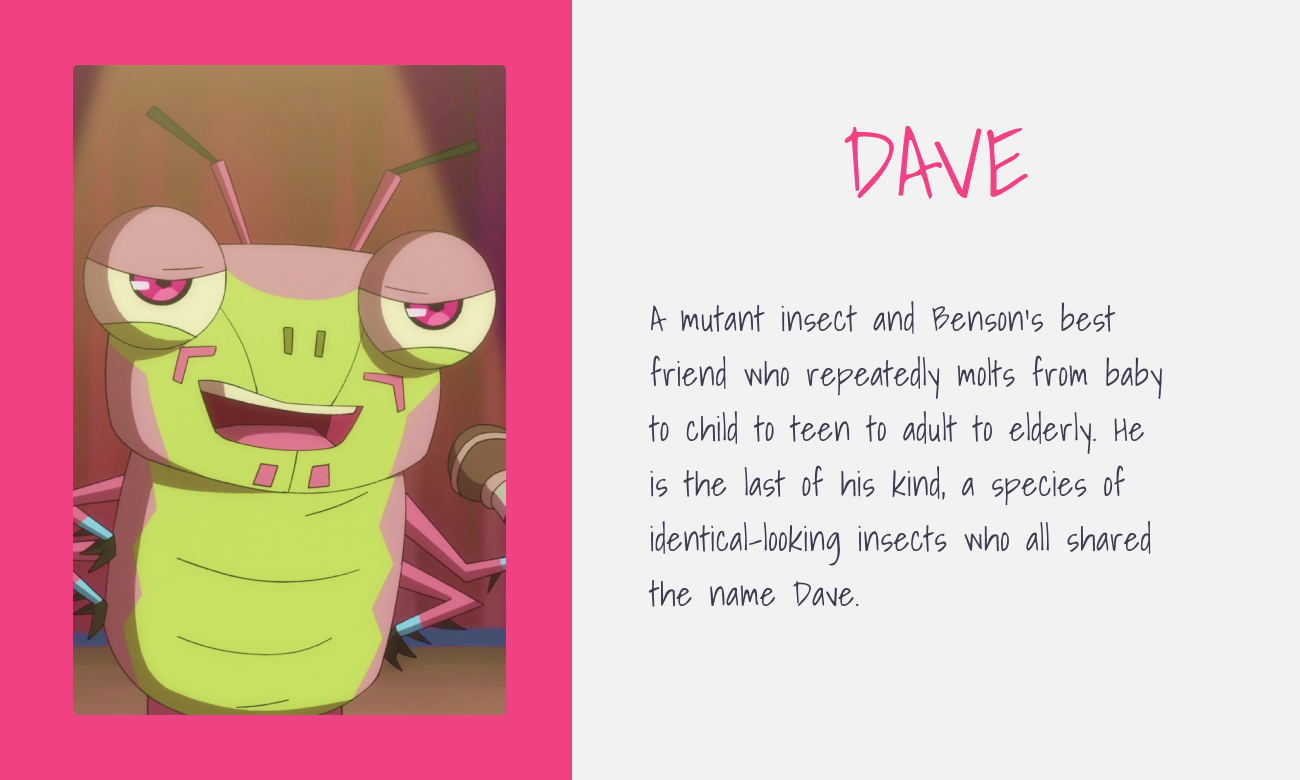 DAVE
A mutant insect and Benson's best
friend who repeatedly molts from baby
to child to teen to adult to elderly. He
is the last of his kind, a species of
identical-looking insects who all shared
the name Dave.